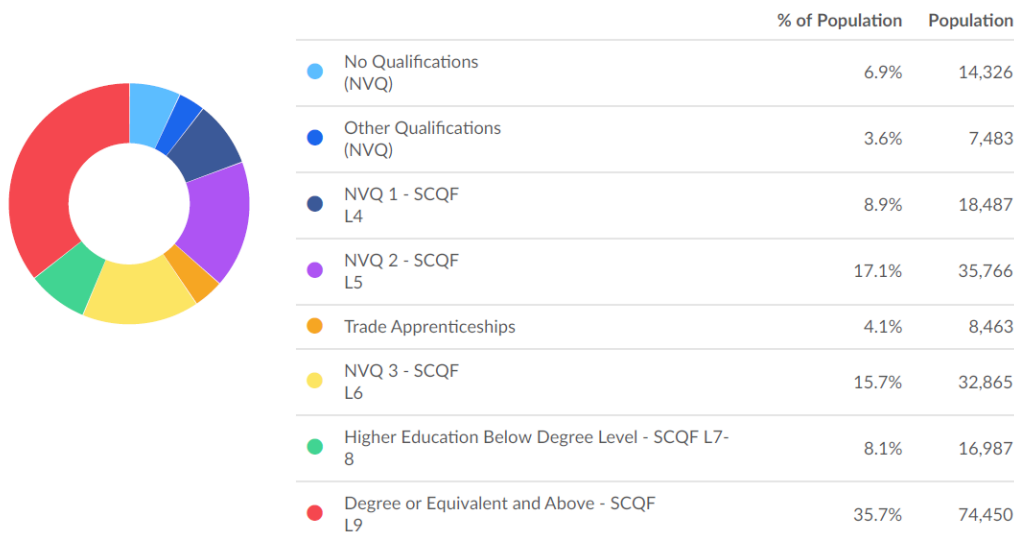 % of Population Population
No Qualifications
(NVQ)
6.9% 14,326
Other Qualifications
(NVQ)
3.6% 7,483
NVQ 1 - SCQF
L4
8.9% 18,487
NVQ 2 - SCQF
L5
17.1% 35,766
Trade Apprenticeships 4.1% 8,463
NVQ 3 - SCQF
L6
15.7% 32,865
Higher Education Below Degree Level - SCQF L7-
8
8.1% 16,987
Degree or Equivalent and Above - SCQF
L9
35.7% 74,450